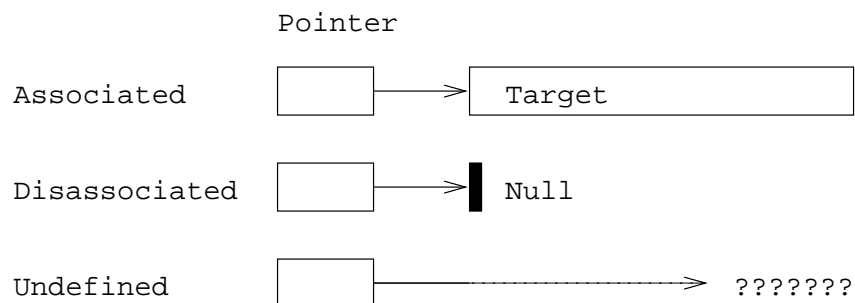 Pointer
Associated Target
Disassociated Null
Undefined ???????